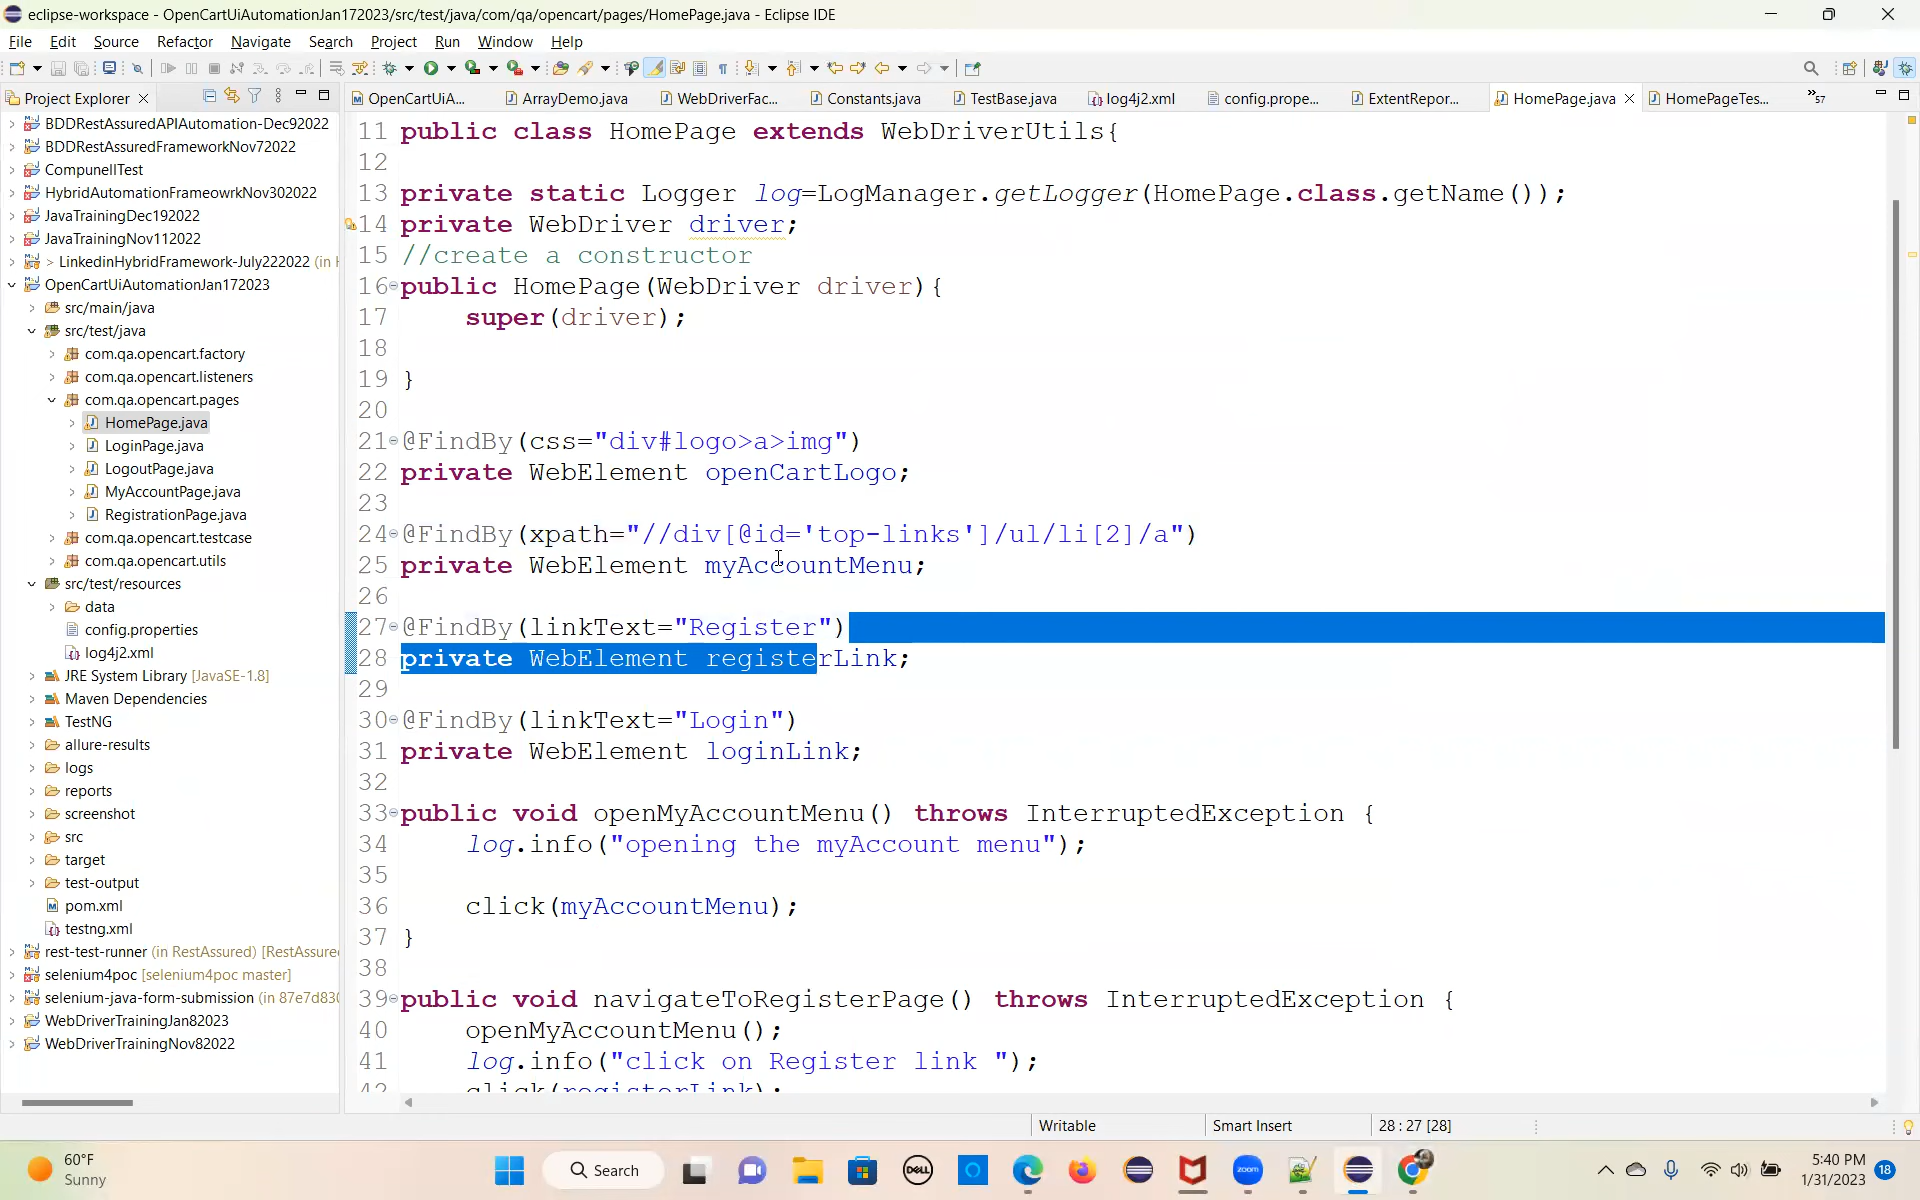 eclipse-workspace - OpenCartUiAutomationJan172023/src/test/java/com/qa/opencart/pages/HomePage.java - Eclipse IDE
File Edit Source Refactor Navigate Search Project Run Window Help
Project Explorer
OpenCartUiA... ArrayDemo.java WebDriverFac... Constants.java TestBase.java log4j2.xml config.prope... ExtentRepor... HomePage.java HomePageTes... »57
BDDRestAssuredAPIAutomation-Dec92022
BDDRestAssuredFrameworkNov72022
CompunellTest
HybridAutomationFrameowrkNov302022
JavaTrainingDec192022
JavaTrainingNov112022
> LinkedinHybridFramework-July222022 (in
OpenCartUiAutomationJan172023
src/main/java
src/test/java
com.qa.opencart.factory
com.qa.opencart.listeners
com.qa.opencart.pages
HomePage.java
LoginPage.java
LogoutPage.java
MyAccountPage.java
RegistrationPage.java
com.qa.opencart.testcase
com.qa.opencart.utils
src/test/resources
data
config.properties
log4j2.xml
JRE System Library [JavaSE-1.8]
Maven Dependencies
TestNG
allure-results
logs
reports
screenshot
src
target
test-output
pom.xml
testng.xml
rest-test-runner (in RestAssured) [RestAssure
selenium4poc [selenium4poc master]
selenium-java-form-submission (in 87e7d830
WebDriverTrainingJan82023
WebDriverTrainingNov82022
11 public class HomePage extends WebDriverUtils{
12
13 private static Logger log=LogManager.getLogger(HomePage.class.getName());
14 private WebDriver driver;
15 //create a constructor
16 public HomePage(WebDriver driver){
17 super(driver);
18
19 }
20
21 @FindBy(css="div#logo>a>img")
22 private WebElement openCartLogo;
23
24 @FindBy(xpath="//div[@id='top-links']/ul/li[2]/a")
25 private WebElement myAccountMenu;
26
27 @FindBy(linkText="Register")
28 private WebElement registerLink;
29
30 @FindBy(linkText="Login")
31 private WebElement loginLink;
32
33 public void openMyAccountMenu() throws InterruptedException {
34 log.info("opening the myAccount menu");
35
36 click(myAccountMenu);
37 }
38
39 public void navigateToRegisterPage() throws InterruptedException {
40 openMyAccountMenu();
41 log.info("click on Register link ");
42 click(registerLink);
Writable Smart Insert 28 : 27 [28]
60°F
Sunny
Search
DELL
zoom
5:40 PM
1/31/2023
18